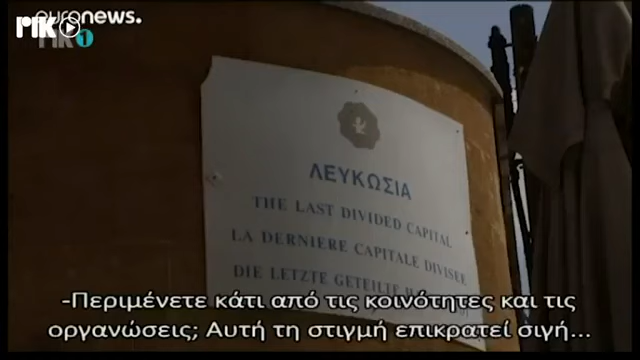 euronews.
ΡΙΚ
ΡΙΚ 1
ΛΕΥΚΩΣΙΑ
THE LAST DIVIDED CAPITAL
LA DERNIERE CAPITALE DIVISEE
DIE LETZTE GETEILTE
-Περιμένετε κάτι από τις κοινότητες και τις
οργανώσεις; Αυτή τη στιγμή επικρατεί σιγή...